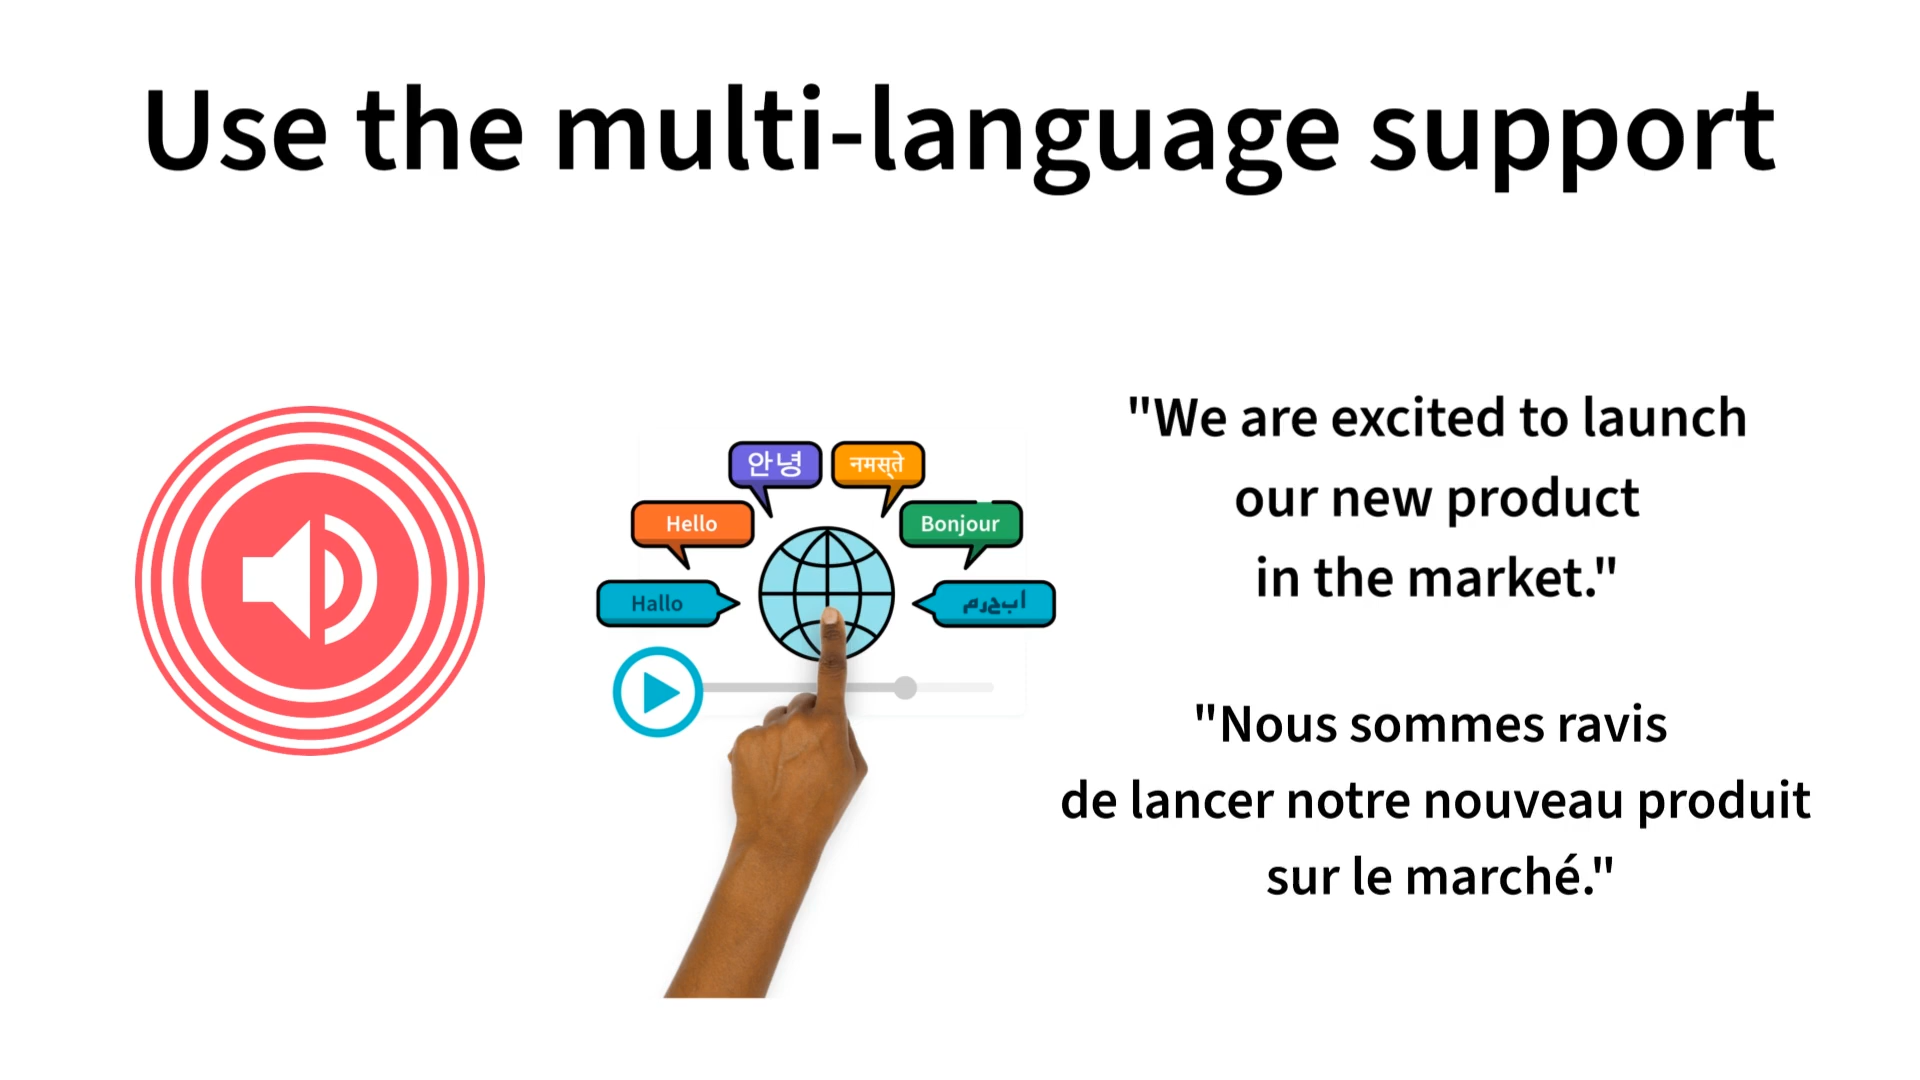 Use the multi-language support
안녕
नमस्ते
Hello
Bonjour
Hallo
"We are excited to launch
our new product
in the market."
"Nous sommes ravis
de lancer notre nouveau produit
sur le marché."